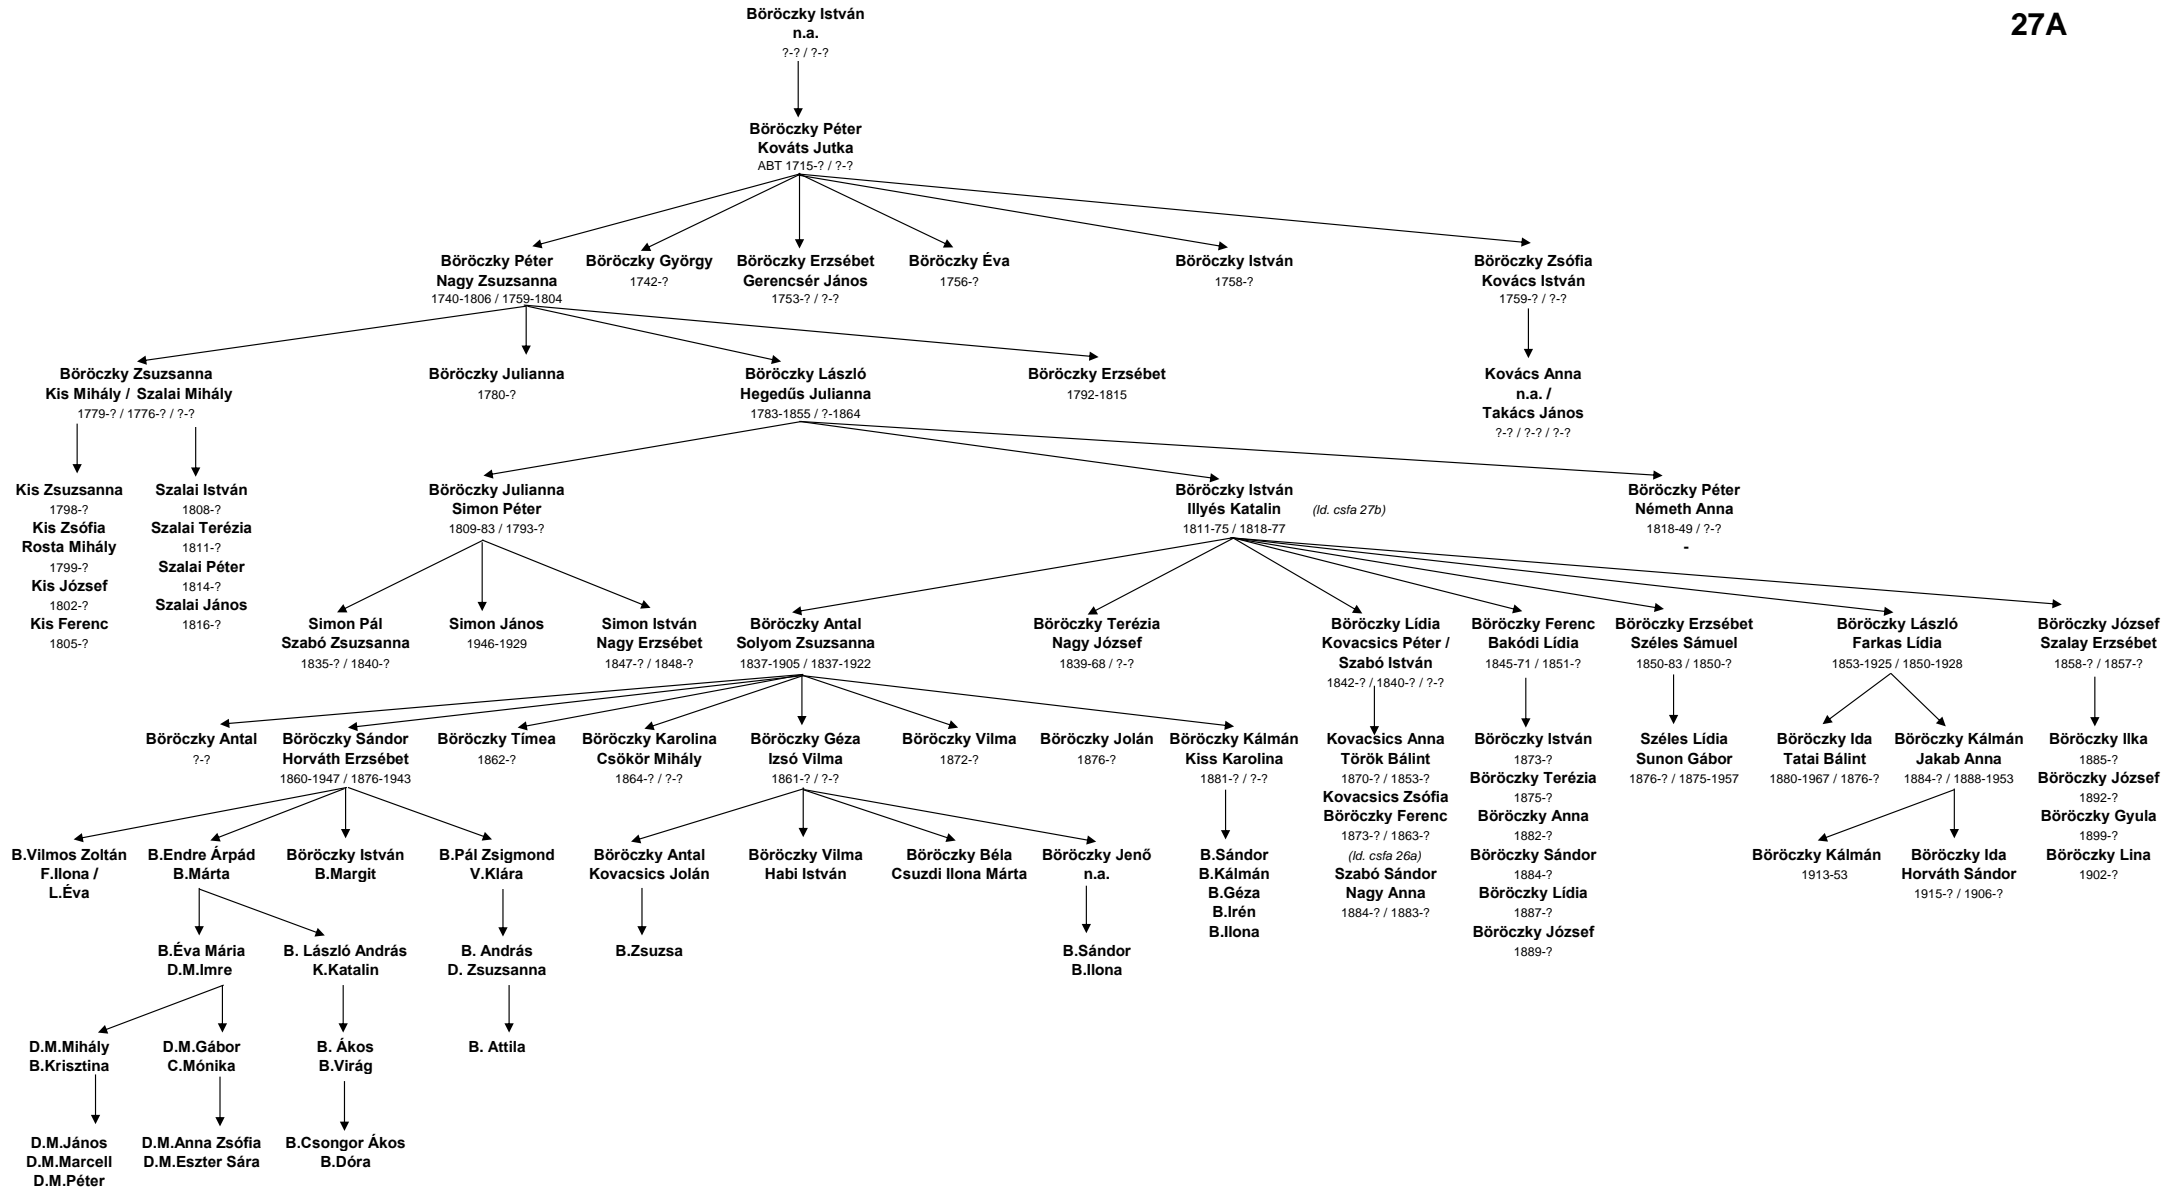 Böröczky István
n.a.
?-? / ?-?
27A
Böröczky Péter
Kováts Jutka
ABT 1715-? / ?-?
Böröczky Péter
Nagy Zsuzsanna
1740-1806 / 1759-1804
Böröczky György
1742-?
Böröczky Erzsébet
Gerencsér János
1753-? / ?-?
Böröczky Éva
1756-?
Böröczky István
1758-?
Böröczky Zsófia
Kovács István
1759-? / ?-?
Böröczky Zsuzsanna
Kis Mihály / Szalai Mihály
1779-? / 1776-? / ?-?
Böröczky Julianna
1780-?
Böröczky László
Hegedűs Julianna
1783-1855 / ?-1864
Böröczky Erzsébet
1792-1815
Kovács Anna
n.a. /
Takács János
?-? / ?-? / ?-?
Kis Zsuzsanna
1798-?
Kis Zsófia
Rosta Mihály
1799-?
Kis József
1802-?
Kis Ferenc
1805-?
Szalai István
1808-?
Szalai Terézia
1811-?
Szalai Péter
1814-?
Szalai János
1816-?
Böröczky Julianna
Simon Péter
1809-83 / 1793-?
Böröczky István
Illyés Katalin
1811-75 / 1818-77
(ld. csfa 27b)
Böröczky Péter
Németh Anna
1818-49 / ?-?
-
Simon Pál
Szabó Zsuzsanna
1835-? / 1840-?
Simon János
1946-1929
Simon István
Nagy Erzsébet
1847-? / 1848-?
Böröczky Antal
Solyom Zsuzsanna
1837-1905 / 1837-1922
Böröczky Terézia
Nagy József
1839-68 / ?-?
Böröczky Lídia
Kovacsics Péter /
Szabó István
1842-? / 1840-? / ?-?
Böröczky Ferenc
Bakódi Lídia
1845-71 / 1851-?
Böröczky Erzsébet
Széles Sámuel
1850-83 / 1850-?
Böröczky László
Farkas Lídia
1853-1925 / 1850-1928
Böröczky József
Szalay Erzsébet
1858-? / 1857-?
Böröczky Antal
?-?
Böröczky Sándor
Horváth Erzsébet
1860-1947 / 1876-1943
Böröczky Tímea
1862-?
Böröczky Karolina
Csökör Mihály
1864-? / ?-?
Böröczky Géza
Izsó Vilma
1861-? / ?-?
Böröczky Vilma
1872-?
Böröczky Jolán
1876-?
Böröczky Kálmán
Kiss Karolina
1881-? / ?-?
Kovacsics Anna
Török Bálint
1870-? / 1853-?
Kovacsics Zsófia
Böröczky Ferenc
1873-? / 1863-?
(ld. csfa 26a)
Szabó Sándor
Nagy Anna
1884-? / 1883-?
Böröczky István
1873-?
Böröczky Terézia
1875-?
Böröczky Anna
1882-?
Böröczky Sándor
1884-?
Böröczky Lídia
1887-?
Böröczky József
1889-?
Széles Lídia
Sunon Gábor
1876-? / 1875-1957
Böröczky Ida
Tatai Bálint
1880-1967 / 1876-?
Böröczky Kálmán
Jakab Anna
1884-? / 1888-1953
Böröczky Ilka
1885-?
Böröczky József
1892-?
Böröczky Gyula
1899-?
Böröczky Lina
1902-?
B.Vilmos Zoltán
F.Ilona /
L.Éva
B.Endre Árpád
B.Márta
Böröczky István
B.Margit
B.Pál Zsigmond
V.Klára
Böröczky Antal
Kovacsics Jolán
Böröczky Vilma
Habi István
Böröczky Béla
Csuzdi Ilona Márta
Böröczky Jenő
n.a.
B.Sándor
B.Kálmán
B.Géza
B.Irén
B.Ilona
Böröczky Kálmán
1913-53
Böröczky Ida
Horváth Sándor
1915-? / 1906-?
B.Éva Mária
D.M.Imre
B. László András
K.Katalin
B. András
D. Zsuzsanna
B.Zsuzsa
B.Sándor
B.Ilona
D.M.Mihály
B.Krisztina
D.M.Gábor
C.Mónika
B. Ákos
B.Virág
B. Attila
D.M.János
D.M.Marcell
D.M.Péter
D.M.Anna Zsófia
D.M.Eszter Sára
B.Csongor Ákos
B.Dóra